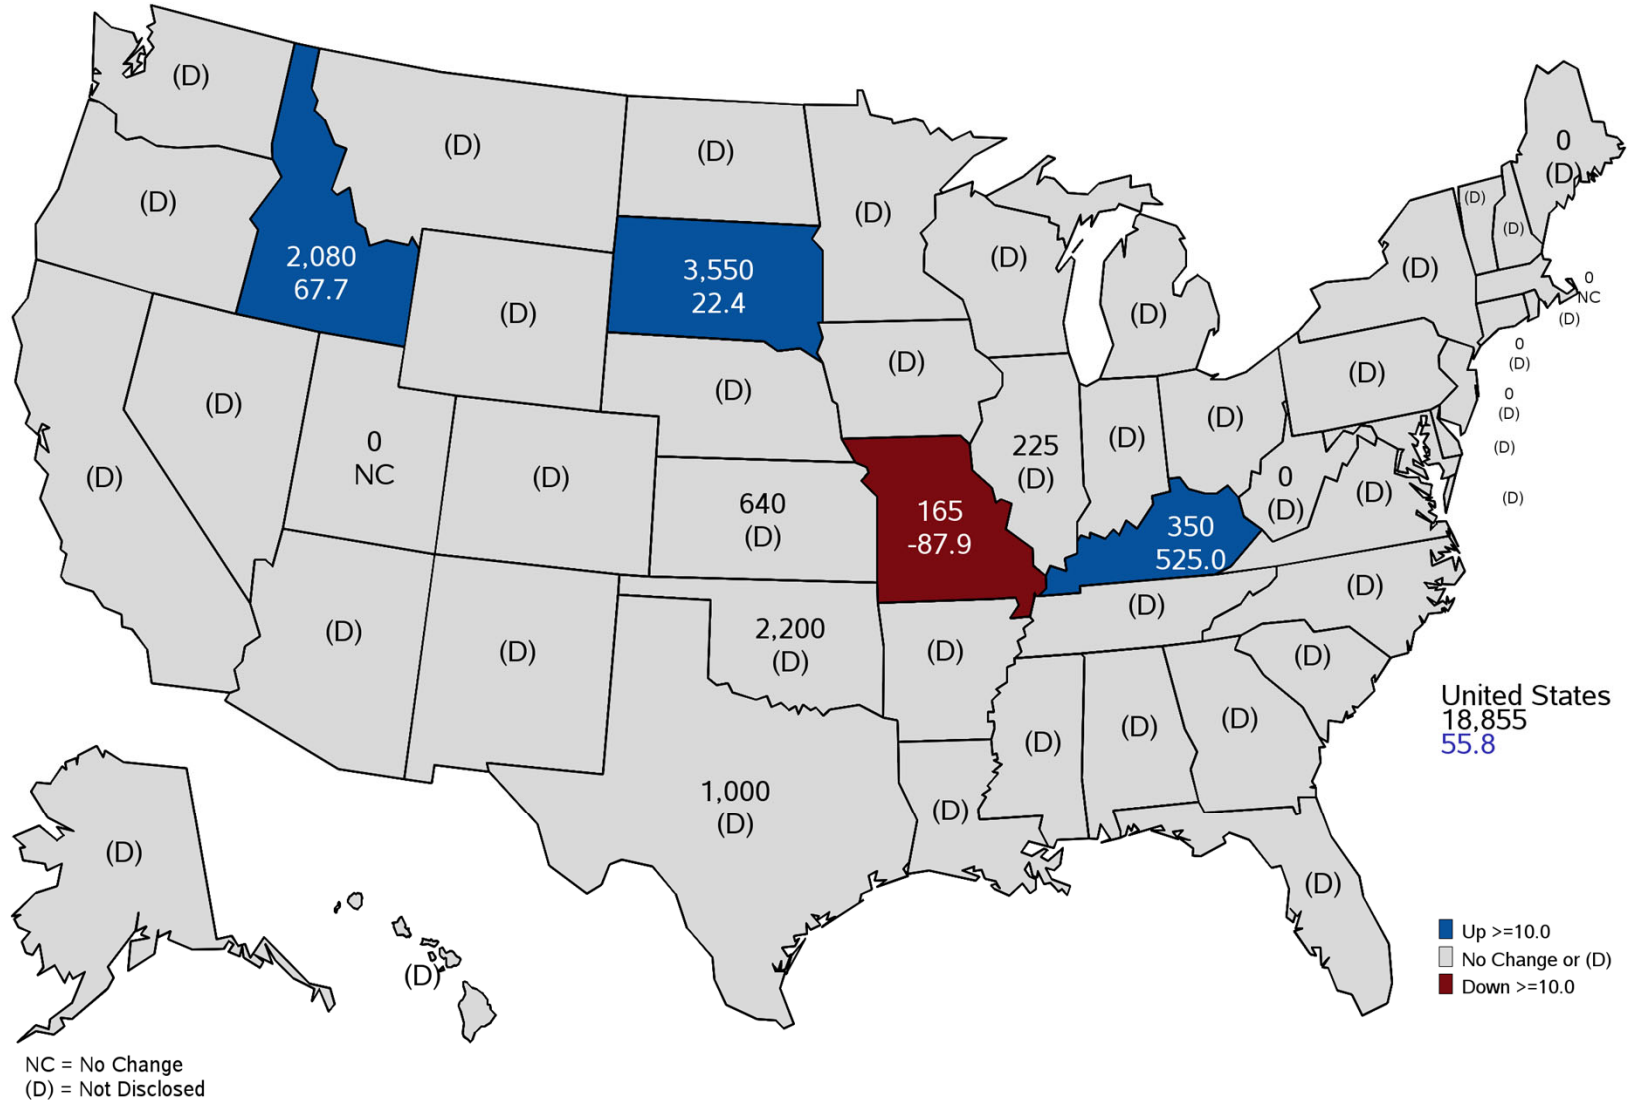 (D)
(D)
(D)
(D)
(D)
0
(D)
(D)
(D)
(D)
2,080
67.7
3,550
22.4
(D)
(D)
(D)
(D)
0
NC
(D)
(D)
0
(D)
(D)
(D)
(D)
0
(D)
(D)
0
NC
(D)
640
(D)
225
(D)
(D)
(D)
0
(D)
(D)
(D)
(D)
165
-87.9
350
525.0
(D)
(D)
2,200
(D)
(D)
(D)
(D)
(D)
1,000
(D)
(D)
(D)
(D)
(D)
United States
18,855
55.8
(D)
(D)
(D)
Up >=10.0
No Change or (D)
Down >=10.0
NC = No Change
(D) = Not Disclosed